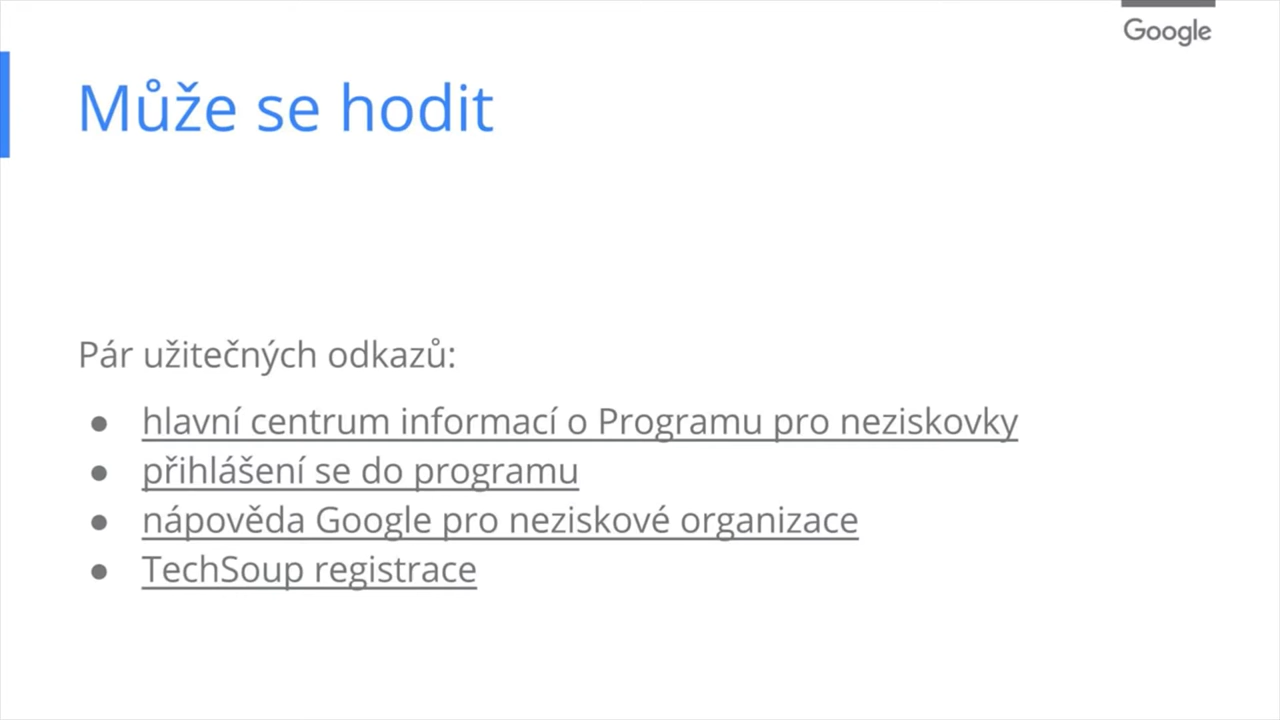 Google
Může se hodit
Pár užitečných odkazů:
● hlavní centrum informací o Programu pro neziskovky
● přihlášení se do programu
● nápověda Google pro neziskové organizace
● TechSoup registrace